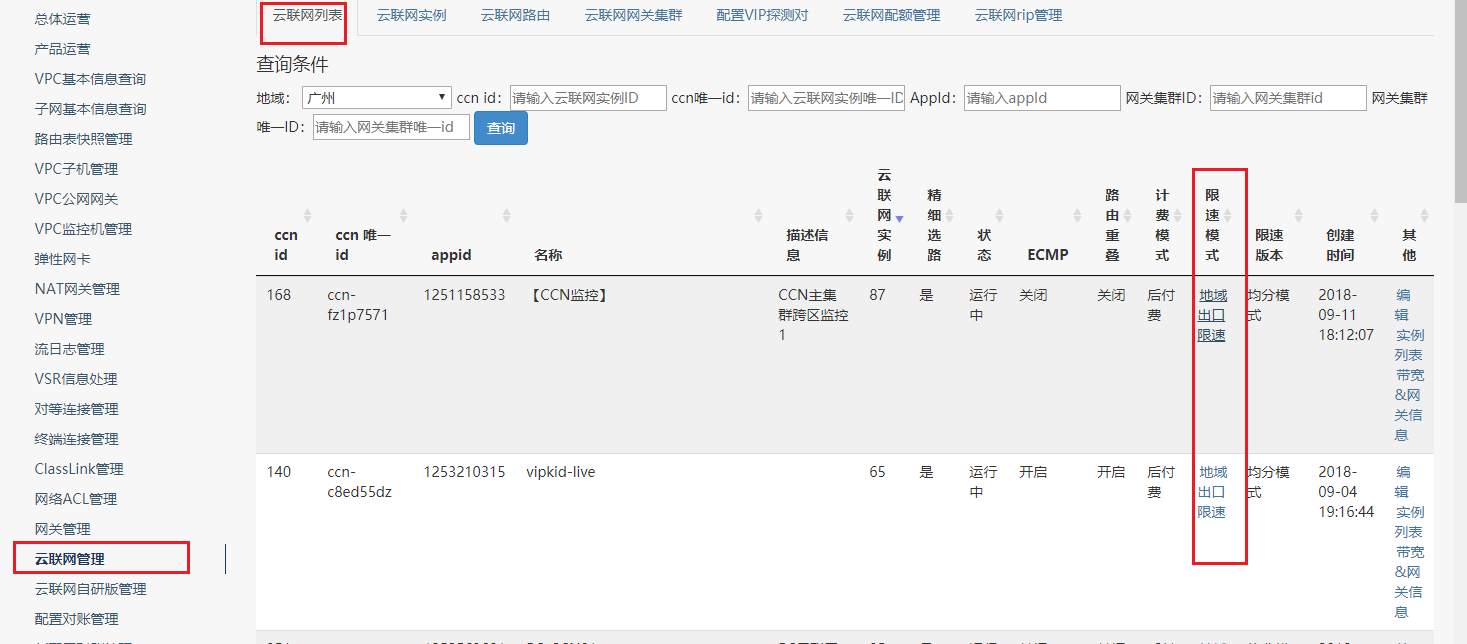 总体运营
产品运营
VPC基本信息查询
子网基本信息查询
路由表快照管理
VPC子机管理
VPC公网网关
VPC监控机管理
弹性网卡
NAT网关管理
VPN管理
流日志管理
VSR信息处理
对等连接管理
终端连接管理
ClassLink管理
网络ACL管理
网关管理
云联网管理
云联网自研版管理
配置对账管理
云联网列表 云联网实例 云联网路由 云联网网关集群 配置VIP探测对 云联网配额管理 云联网rip管理
查询条件
地域: 广州 ccn id: 请输入云联网实例ID ccn唯一id: 请输入云联网实例唯一ID AppId: 请输入appId 网关集群ID: 请输入网关集群id 网关集群
唯一ID: 请输入网关集群唯一id 查询
ccn
id
ccn 唯一
id
appid
名称
描述信
息
云
联
网
实
例
精
细
选
路
状
态
ECMP
路
由
重
叠
计
费
模
式
限
速
模
式
限速
版本
创建
时间
其
他
168
ccn-
fz1p7571
1251158533
【CCN监控】
CCN主集
群跨区监控
1
87
是
运行
中
关闭
关闭
后付
费
地域
出口
限速
均分模
式
2018-
09-11
18:12:07
编
辑
实例
列表
带宽
&网
关信
息
140
ccn-
c8ed55dz
1253210315
vipkid-live
65
是
运行
中
开启
开启
后付
费
地域
出口
限速
均分模
式
2018-
09-04
19:16:44
编
辑
实例
列表
带宽
&网
关信
息